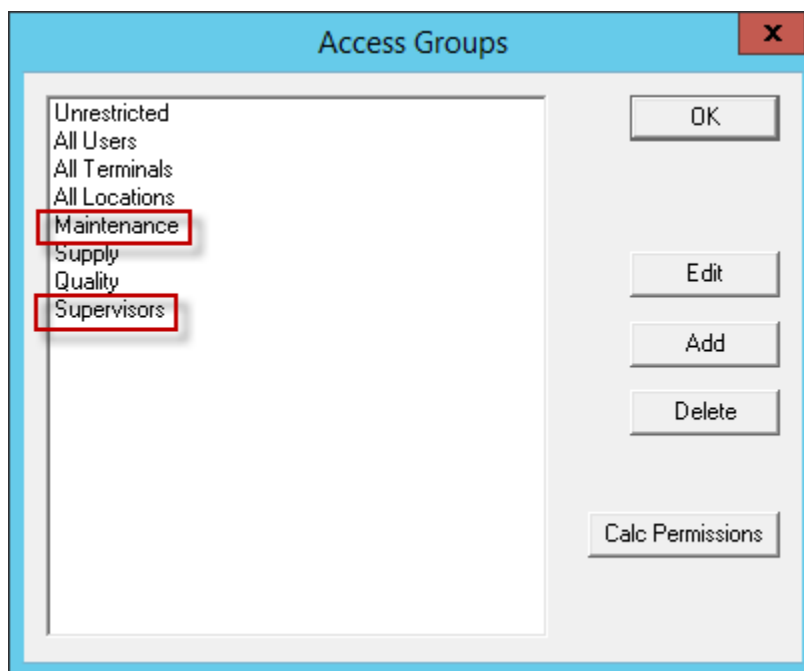 Access Groups
x
Unrestricted
All Users
All Terminals
All Locations
Maintenance
Supply
Quality
Supervisors
OK
Edit
Add
Delete
Calc Permissions